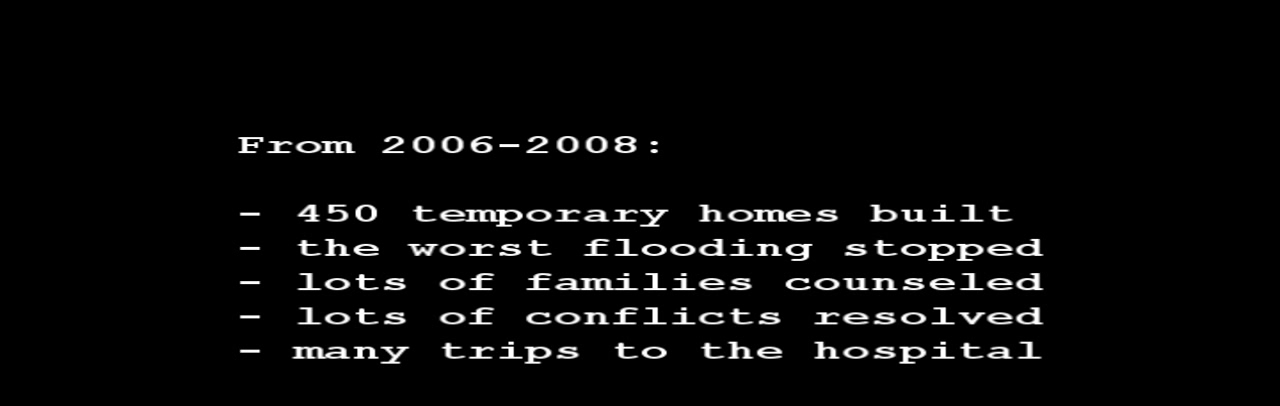 From 2006-2008:
- 450 temporary homes built
- the worst flooding stopped
- lots of families counseled
- lots of conflicts resolved
- many trips to the hospital